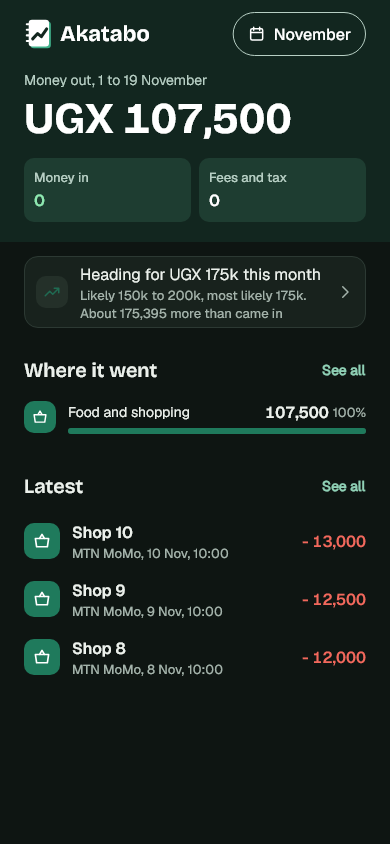 Akatabo
November
Money out, 1 to 19 November
UGX 107,500
Money in
0
Fees and tax
0
Heading for UGX 175k this month
Likely 150k to 200k, most likely 175k.
About 175,395 more than came in
Where it went
See all
Food and shopping
107,500 100%
Latest
See all
Shop 10
MTN MoMo, 10 Nov, 10:00
- 13,000
Shop 9
MTN MoMo, 9 Nov, 10:00
- 12,500
Shop 8
MTN MoMo, 8 Nov, 10:00
- 12,000